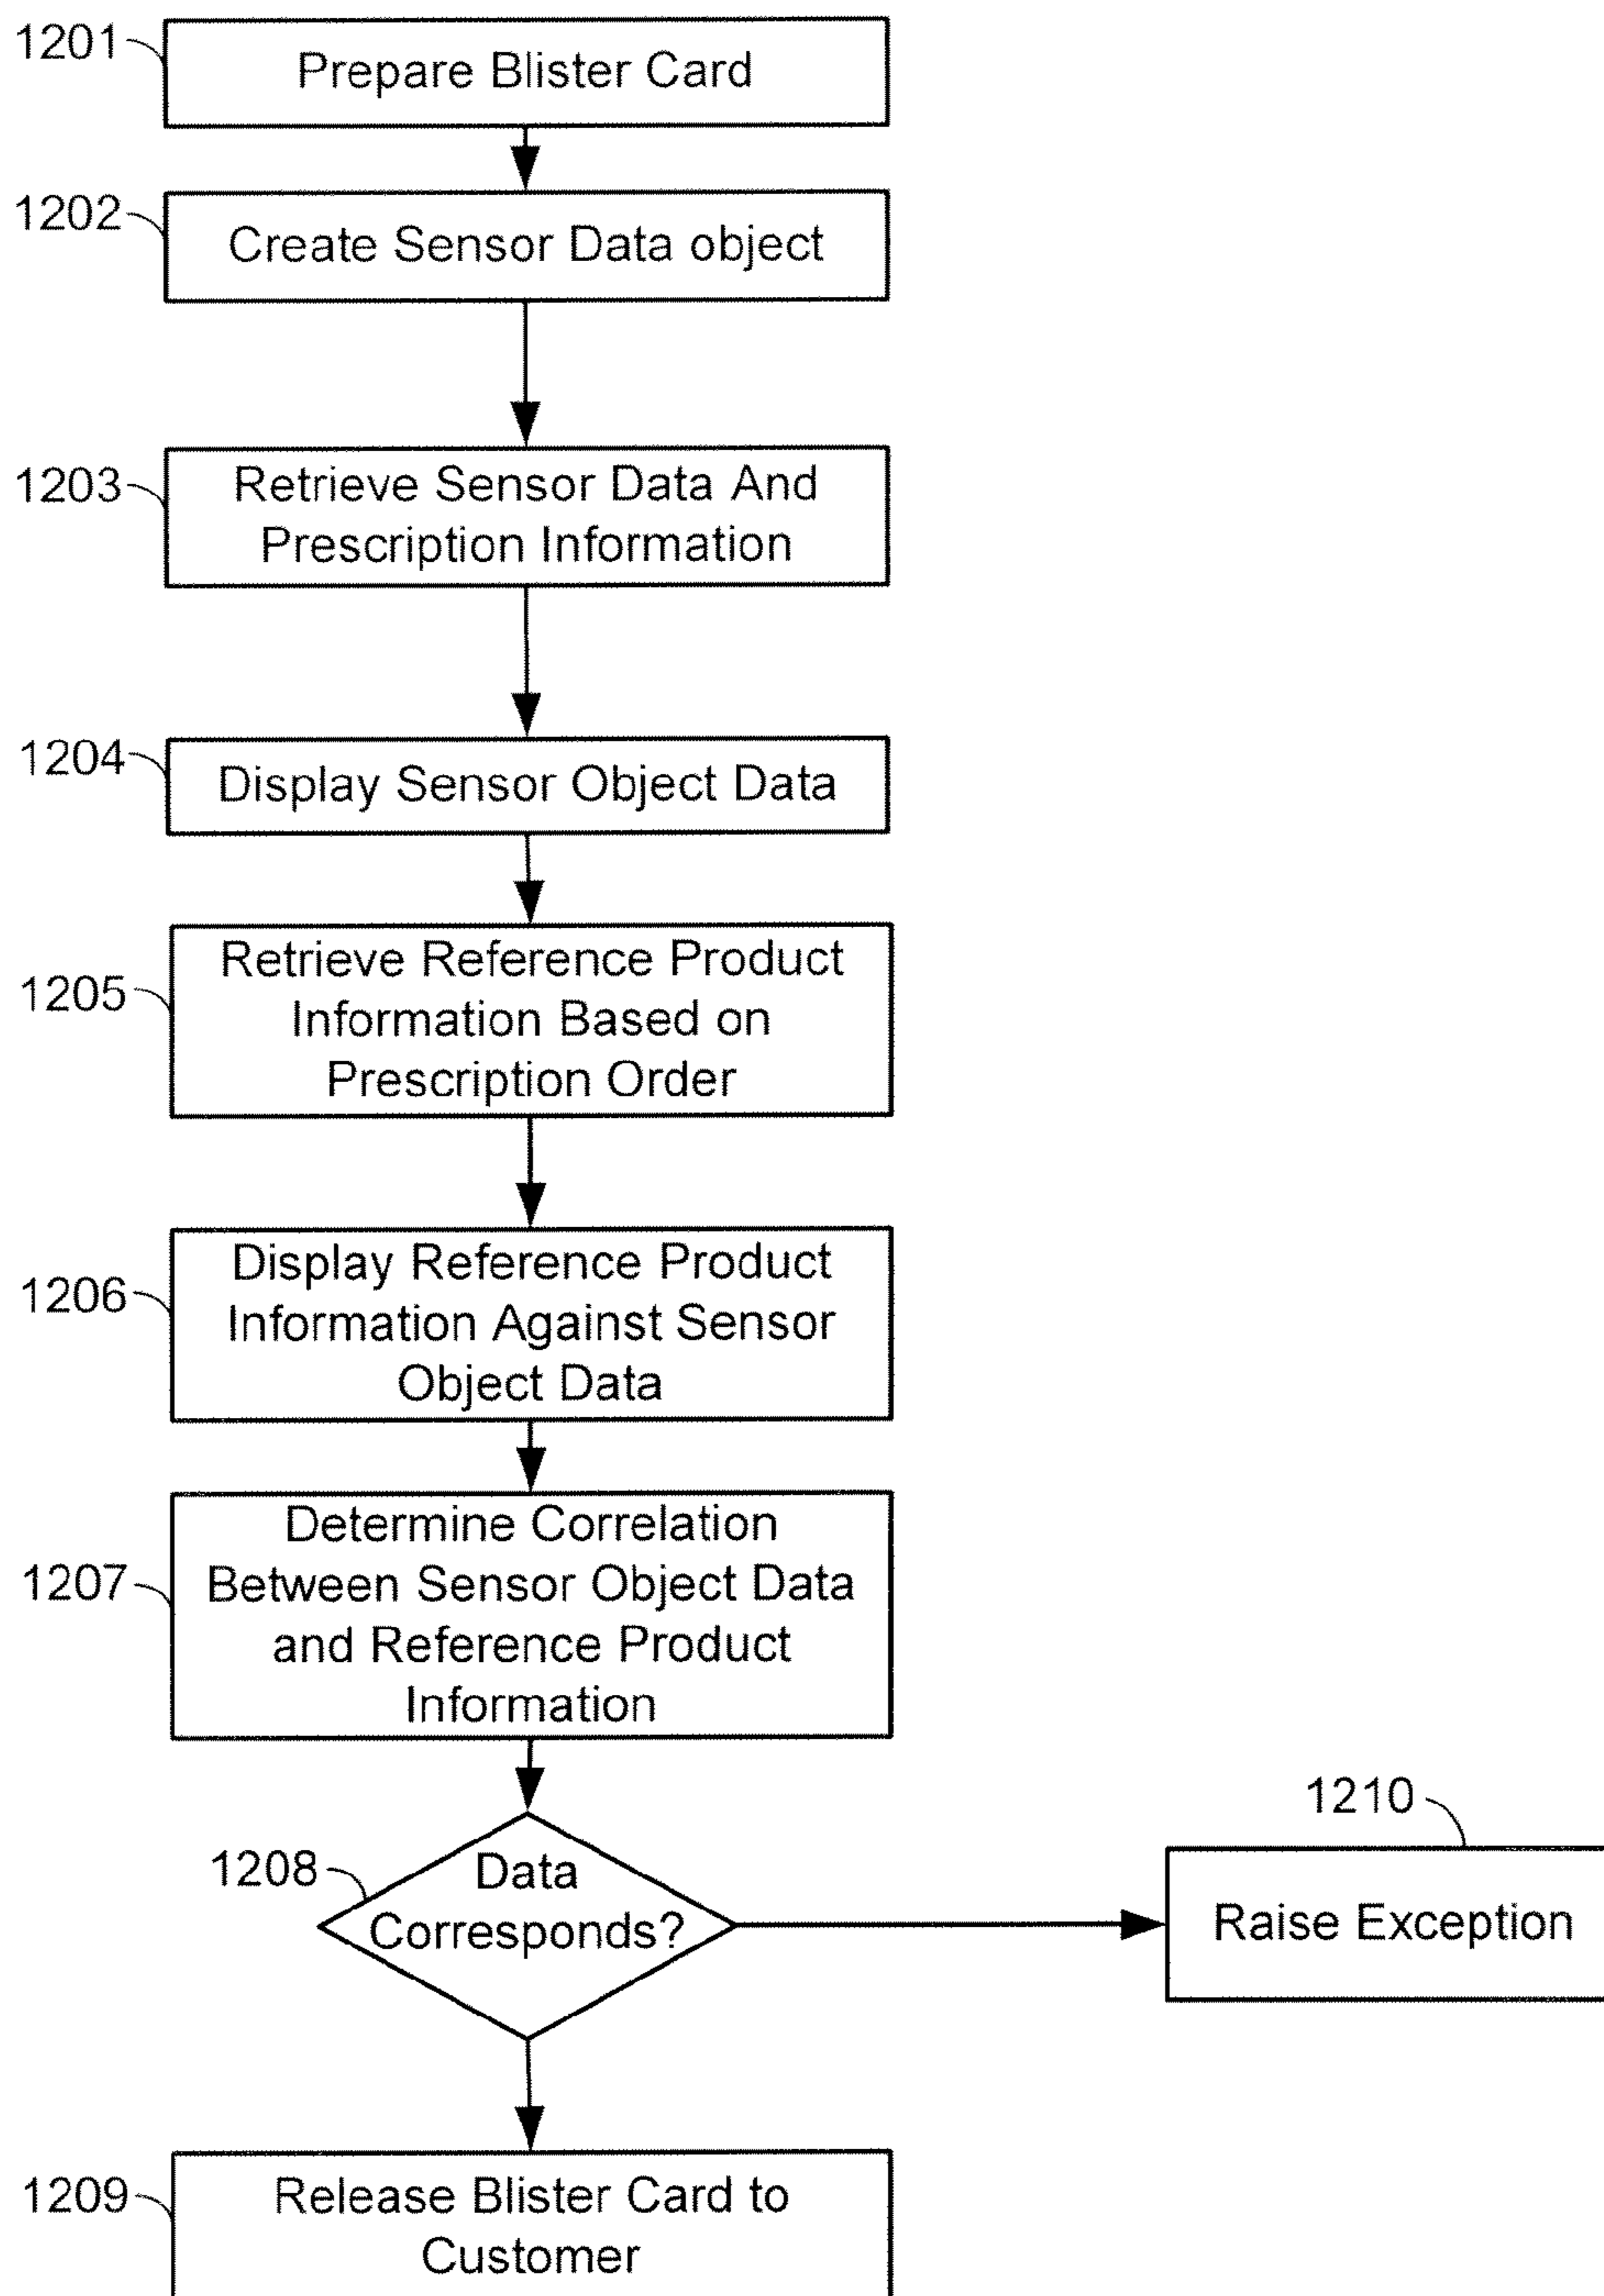 1201
Prepare Blister Card
1202
Create Sensor Data object
1203
Retrieve Sensor Data And
Prescription Information
1204
Display Sensor Object Data
1205
Retrieve Reference Product
Information Based on
Prescription Order
1206
Display Reference Product
Information Against Sensor
Object Data
1207
Determine Correlation
Between Sensor Object Data
and Reference Product
Information
1208
Data
Corresponds?
1210
Raise Exception
1209
Release Blister Card to
Customer